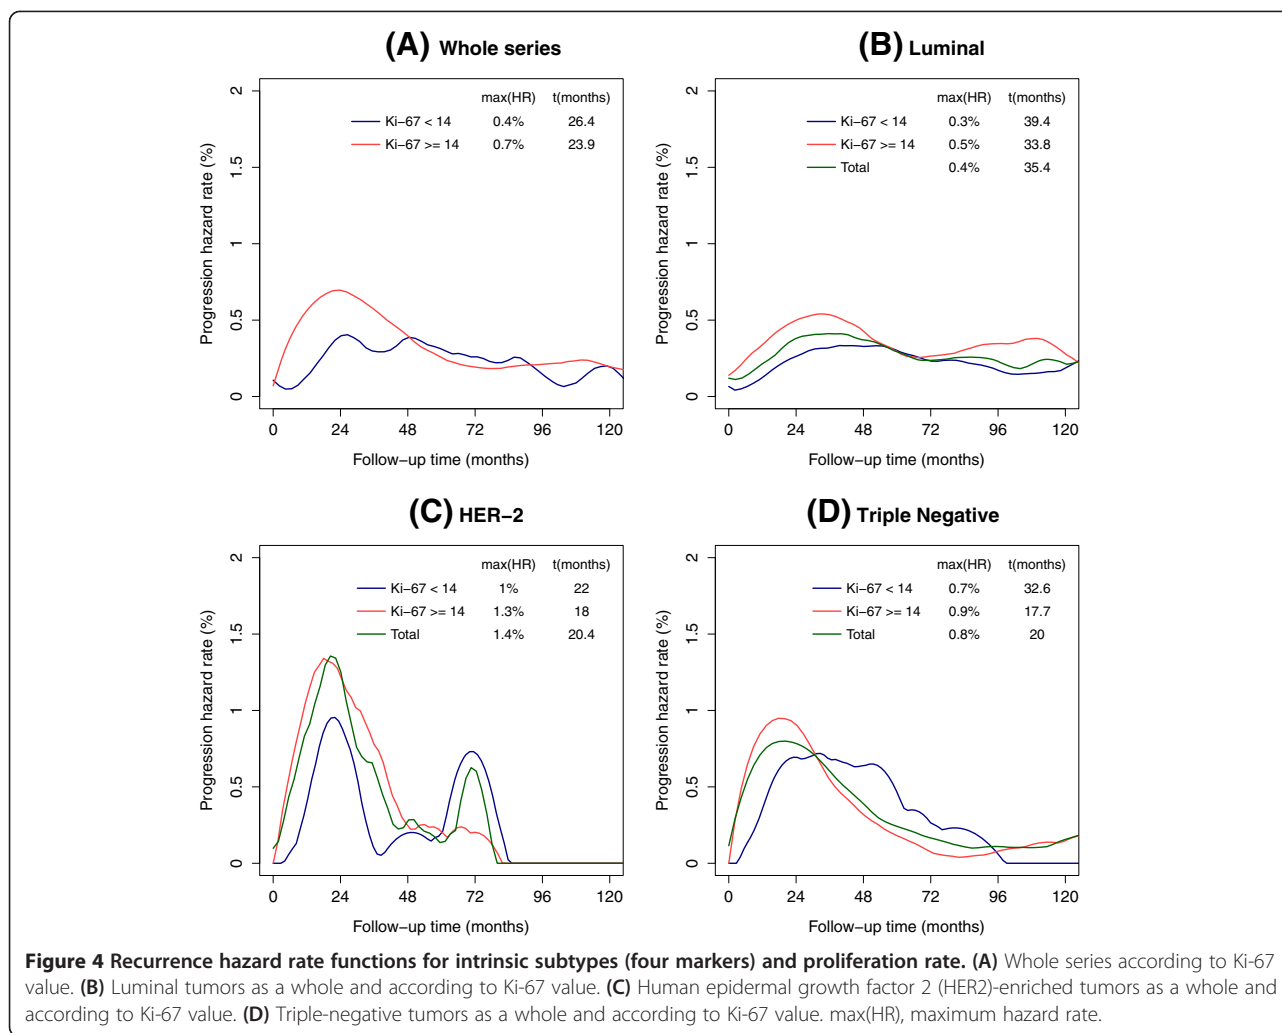 (A) Whole series
2
1.5
1
0.5
0
Progression hazard rate (%)
max(HR) t(months)
Ki−67 < 14 0.4% 26.4
Ki−67 >= 14 0.7% 23.9
0 24 48 72 96 120
Follow−up time (months)
(B) Luminal
2
1.5
1
0.5
0
Progression hazard rate (%)
max(HR) t(months)
Ki−67 < 14 0.3% 39.4
Ki−67 >= 14 0.5% 33.8
Total 0.4% 35.4
0 24 48 72 96 120
Follow−up time (months)
(C) HER−2
2
1.5
1
0.5
0
Progression hazard rate (%)
max(HR) t(months)
Ki−67 < 14 1% 22
Ki−67 >= 14 1.3% 18
Total 1.4% 20.4
0 24 48 72 96 120
Follow−up time (months)
(D) Triple Negative
2
1.5
1
0.5
0
Progression hazard rate (%)
max(HR) t(months)
Ki−67 < 14 0.7% 32.6
Ki−67 >= 14 0.9% 17.7
Total 0.8% 20
0 24 48 72 96 120
Follow−up time (months)
Figure 4 Recurrence hazard rate functions for intrinsic subtypes (four markers) and proliferation rate. (A) Whole series according to Ki-67
value. (B) Luminal tumors as a whole and according to Ki-67 value. (C) Human epidermal growth factor 2 (HER2)-enriched tumors as a whole and
according to Ki-67 value. (D) Triple-negative tumors as a whole and according to Ki-67 value. max(HR), maximum hazard rate.